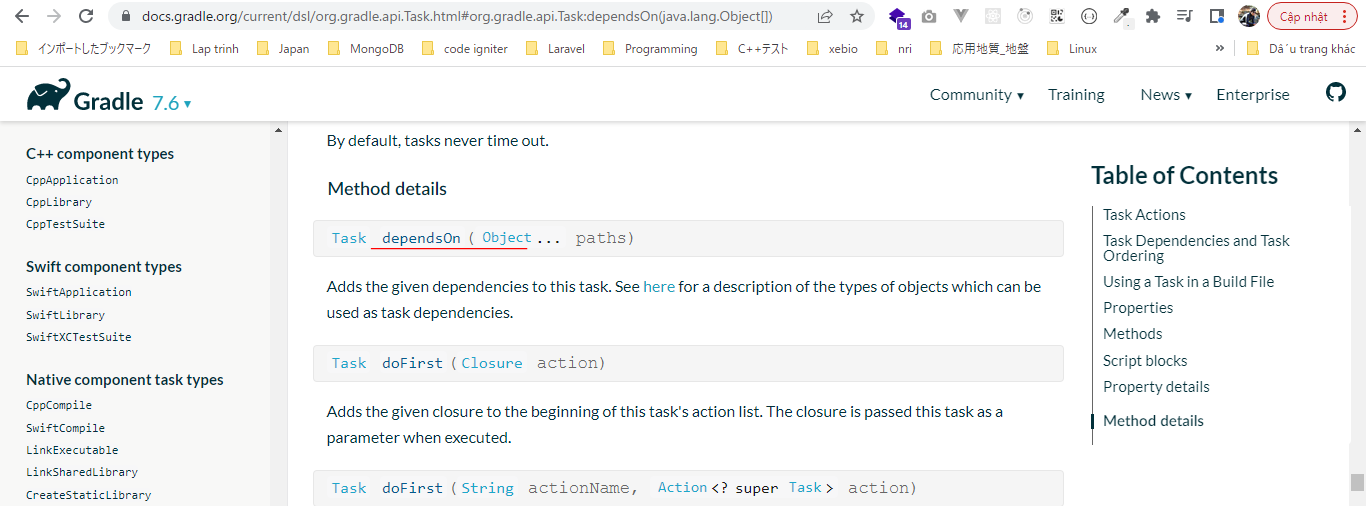 docs.gradle.org/current/dsl/org.gradle.api.Task.html#org.gradle.api.Task:dependsOn(java.lang.Object[])
14
Cập nhật
インポートしたブックマーク Lap trinh Japan MongoDB code igniter Laravel Programming C++テスト xebio nri 応用地質_地盤 Linux » Dấu trang khác
Gradle 7.6 ▾
Community ▾ Training News ▾ Enterprise
C++ component types
CppApplication
CppLibrary
CppTestSuite
Swift component types
SwiftApplication
SwiftLibrary
SwiftXCTestSuite
Native component task types
CppCompile
SwiftCompile
LinkExecutable
LinkSharedLibrary
CreateStaticLibrary
By default, tasks never time out.
Method details
Task dependsOn (Object... paths)
Adds the given dependencies to this task. See here for a description of the types of objects which can be
used as task dependencies.
Task doFirst (Closure action)
Adds the given closure to the beginning of this task's action list. The closure is passed this task as a
parameter when executed.
Task doFirst (String actionName, Action<? super Task> action)
Table of Contents
Task Actions
Task Dependencies and Task
Ordering
Using a Task in a Build File
Properties
Methods
Script blocks
Property details
Method details